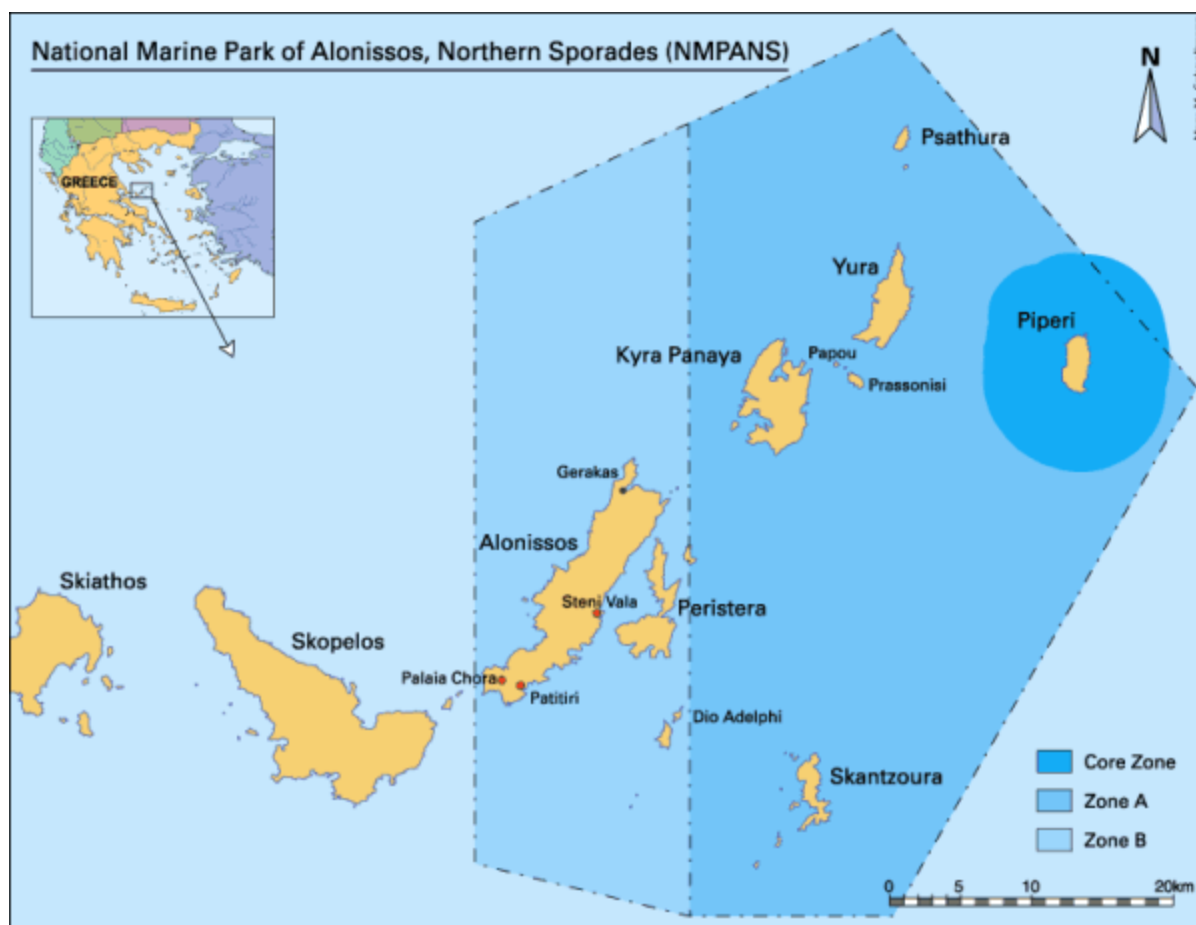 National Marine Park of Alonissos, Northern Sporades (NMPANS)
N
GREECE
Psathura
Yura
Piperi
Kyra Panaya
Papou
Prassonisi
Gerakas
Alonissos
Skiathos
Steni Vala
Peristera
Skopelos
Palaia Chora
Patitiri
Dio Adelphi
Skantzoura
Core Zone
Zone A
Zone B
0 5 10 20km